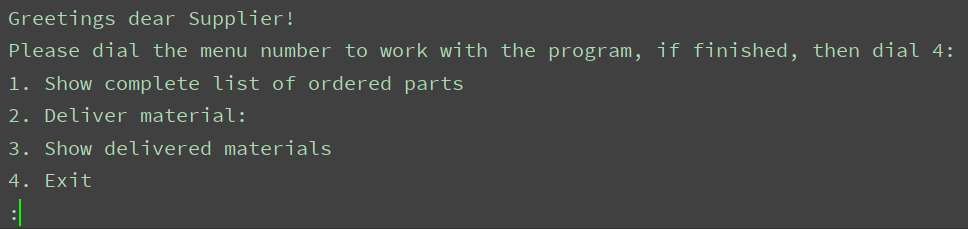 Greetings dear Supplier!
Please dial the menu number to work with the program, if finished, then dial 4:
1. Show complete list of ordered parts
2. Deliver material:
3. Show delivered materials
4. Exit
: